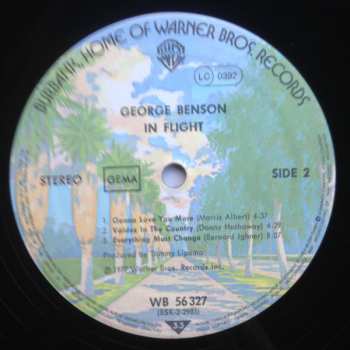 BURBANK, HOME OF WARNER BROS. RECORDS
LC 0392
GEORGE BENSON
IN FLIGHT
STEREO
GEMA
SIDE 2
1. Gonna Love You More (Morris Albert) 4:37
2. Valdez In The Country (Donny Hathaway) 4:29
3. Everything Must Change (Bernard Ighner) 8:07
Produced by Tommy Lipuma
℗ 1977 Warner Bros. Records Inc.
WB 56 327
(BSK-2-2983)
33